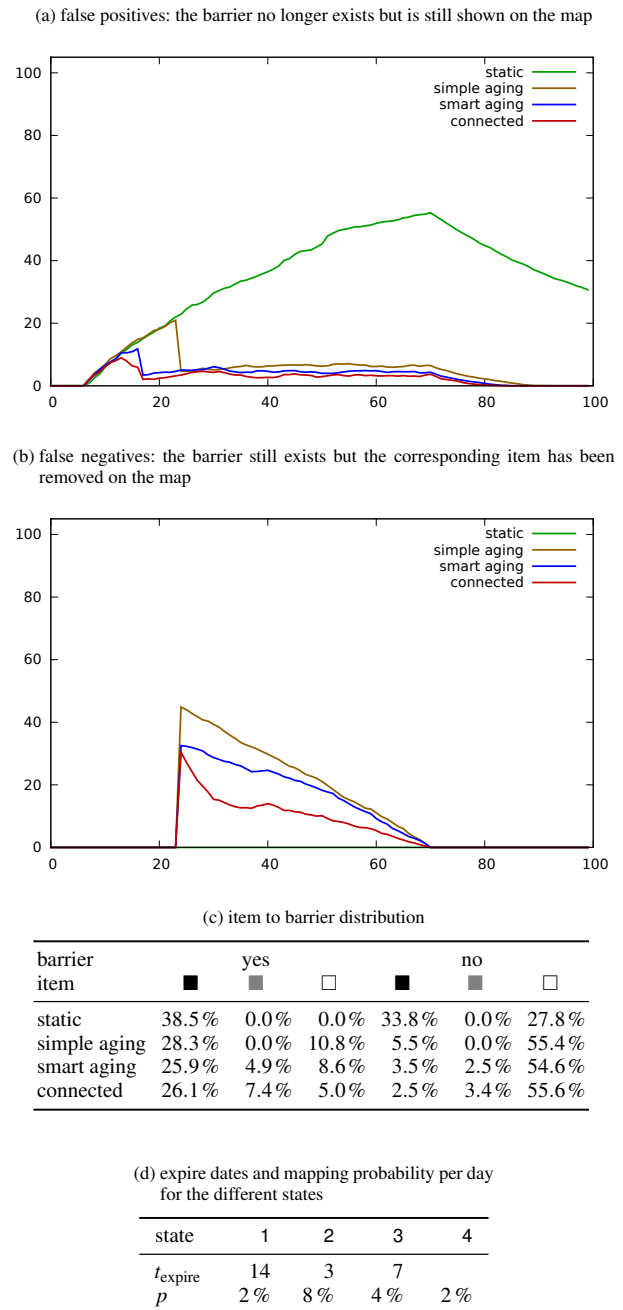 (a) false positives: the barrier no longer exists but is still shown on the map
static
simple aging
smart aging
connected
100
80
60
40
20
0
0 20 40 60 80 100
(b) false negatives: the barrier still exists but the corresponding item has been
removed on the map
static
simple aging
smart aging
connected
100
80
60
40
20
0
0 20 40 60 80 100
(c) item to barrier distribution
barrier yes no
item ■ ■ □ ■ ■ □
static 38.5 % 0.0 % 0.0 % 33.8 % 0.0 % 27.8 %
simple aging 28.3 % 0.0 % 10.8 % 5.5 % 0.0 % 55.4 %
smart aging 25.9 % 4.9 % 8.6 % 3.5 % 2.5 % 54.6 %
connected 26.1 % 7.4 % 5.0 % 2.5 % 3.4 % 55.6 %
(d) expire dates and mapping probability per day
for the different states
state 1 2 3 4
t_expire 14 3 7
p 2 % 8 % 4 % 2 %